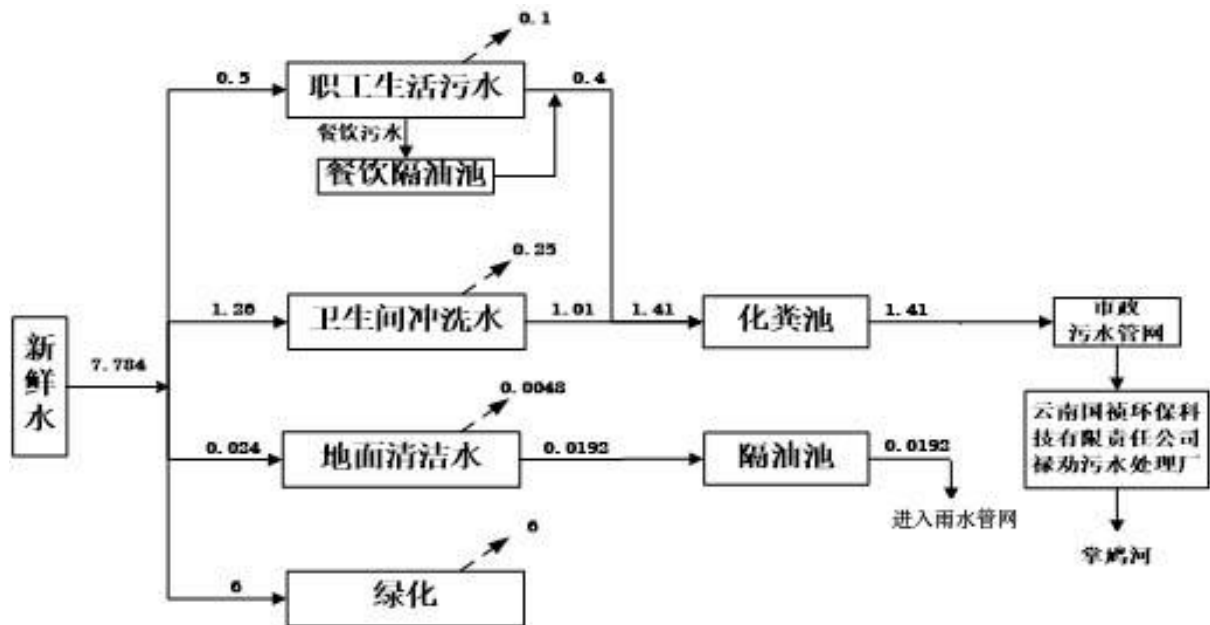 0.1
0.5
职工生活污水
0.4
餐饮污水
餐饮隔油池
0.25
1.26
卫生间冲洗水
1.01
1.41
化粪池
1.41
市政
污水管网
新鲜水
7.784
0.0048
云南国祯环保科
技有限责任公司
禄劝污水处理厂
0.024
地面清洁水
0.0192
隔油池
0.0192
进入雨水管网
掌鸠河
6
6
绿化